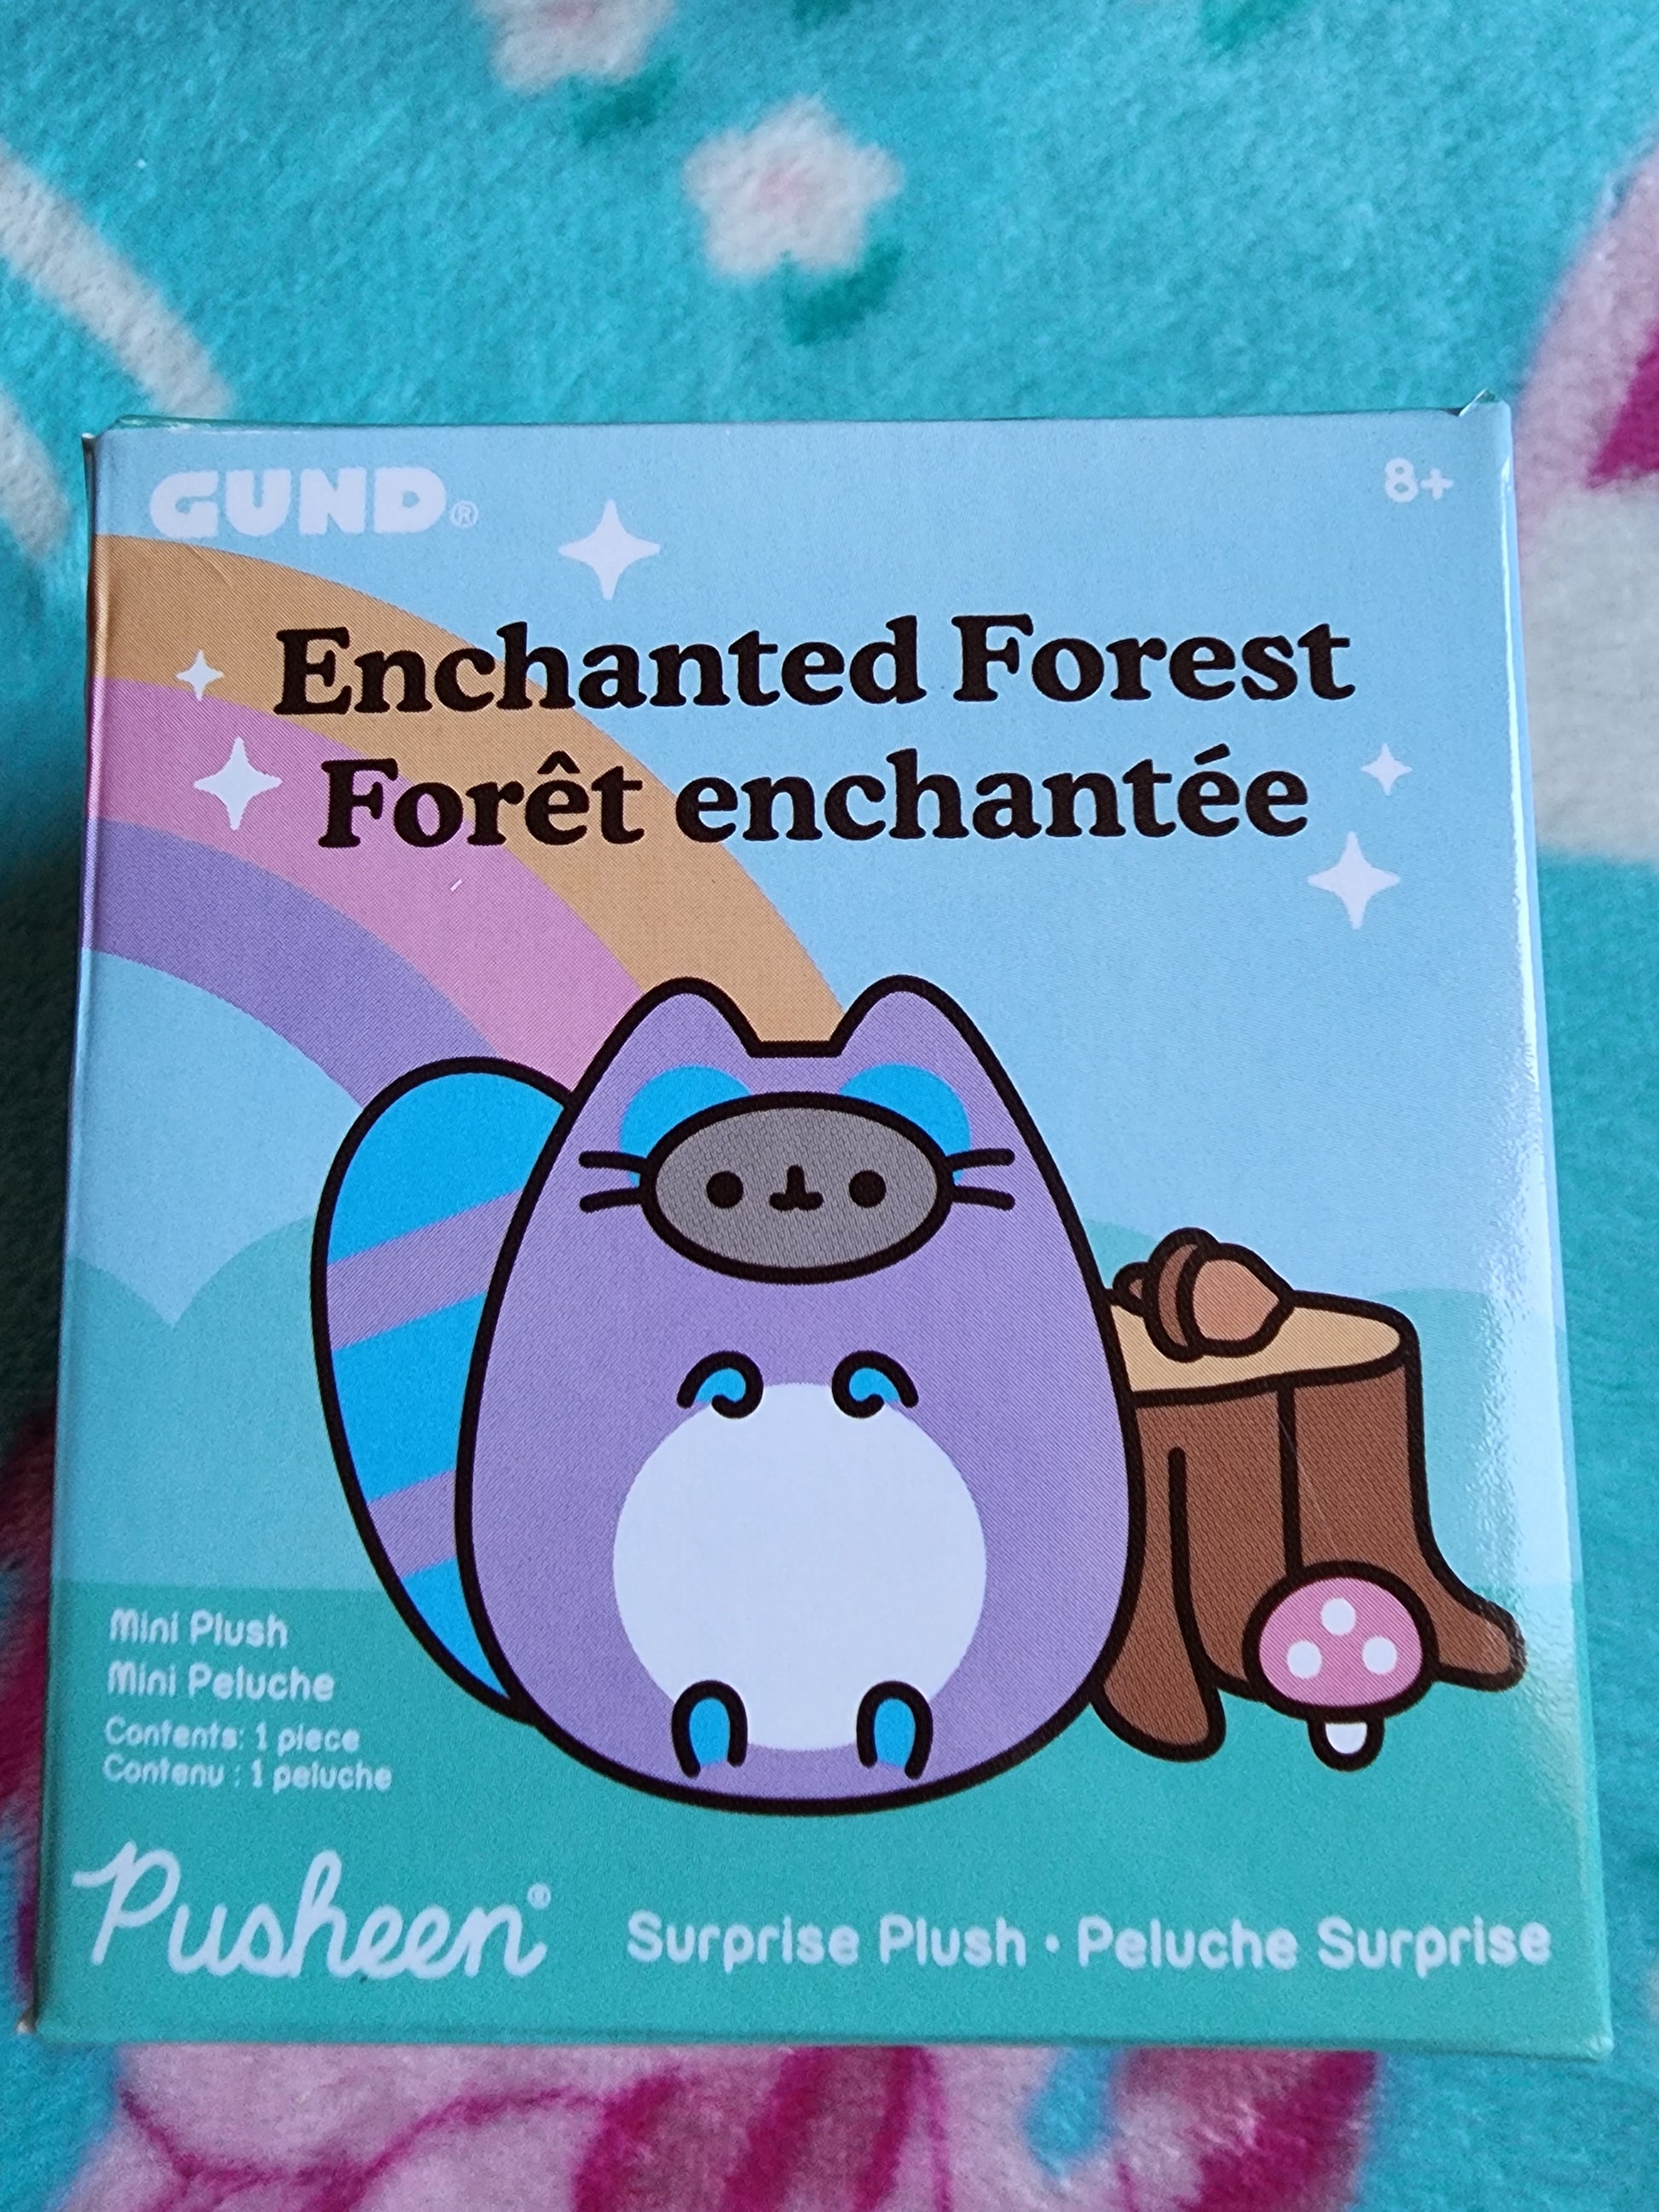 GUND®
8+
Enchanted Forest
Forêt enchantée
Mini Plush
Mini Peluche
Contents: 1 piece
Contenu : 1 peluche
Pusheen®
Surprise Plush • Peluche Surprise